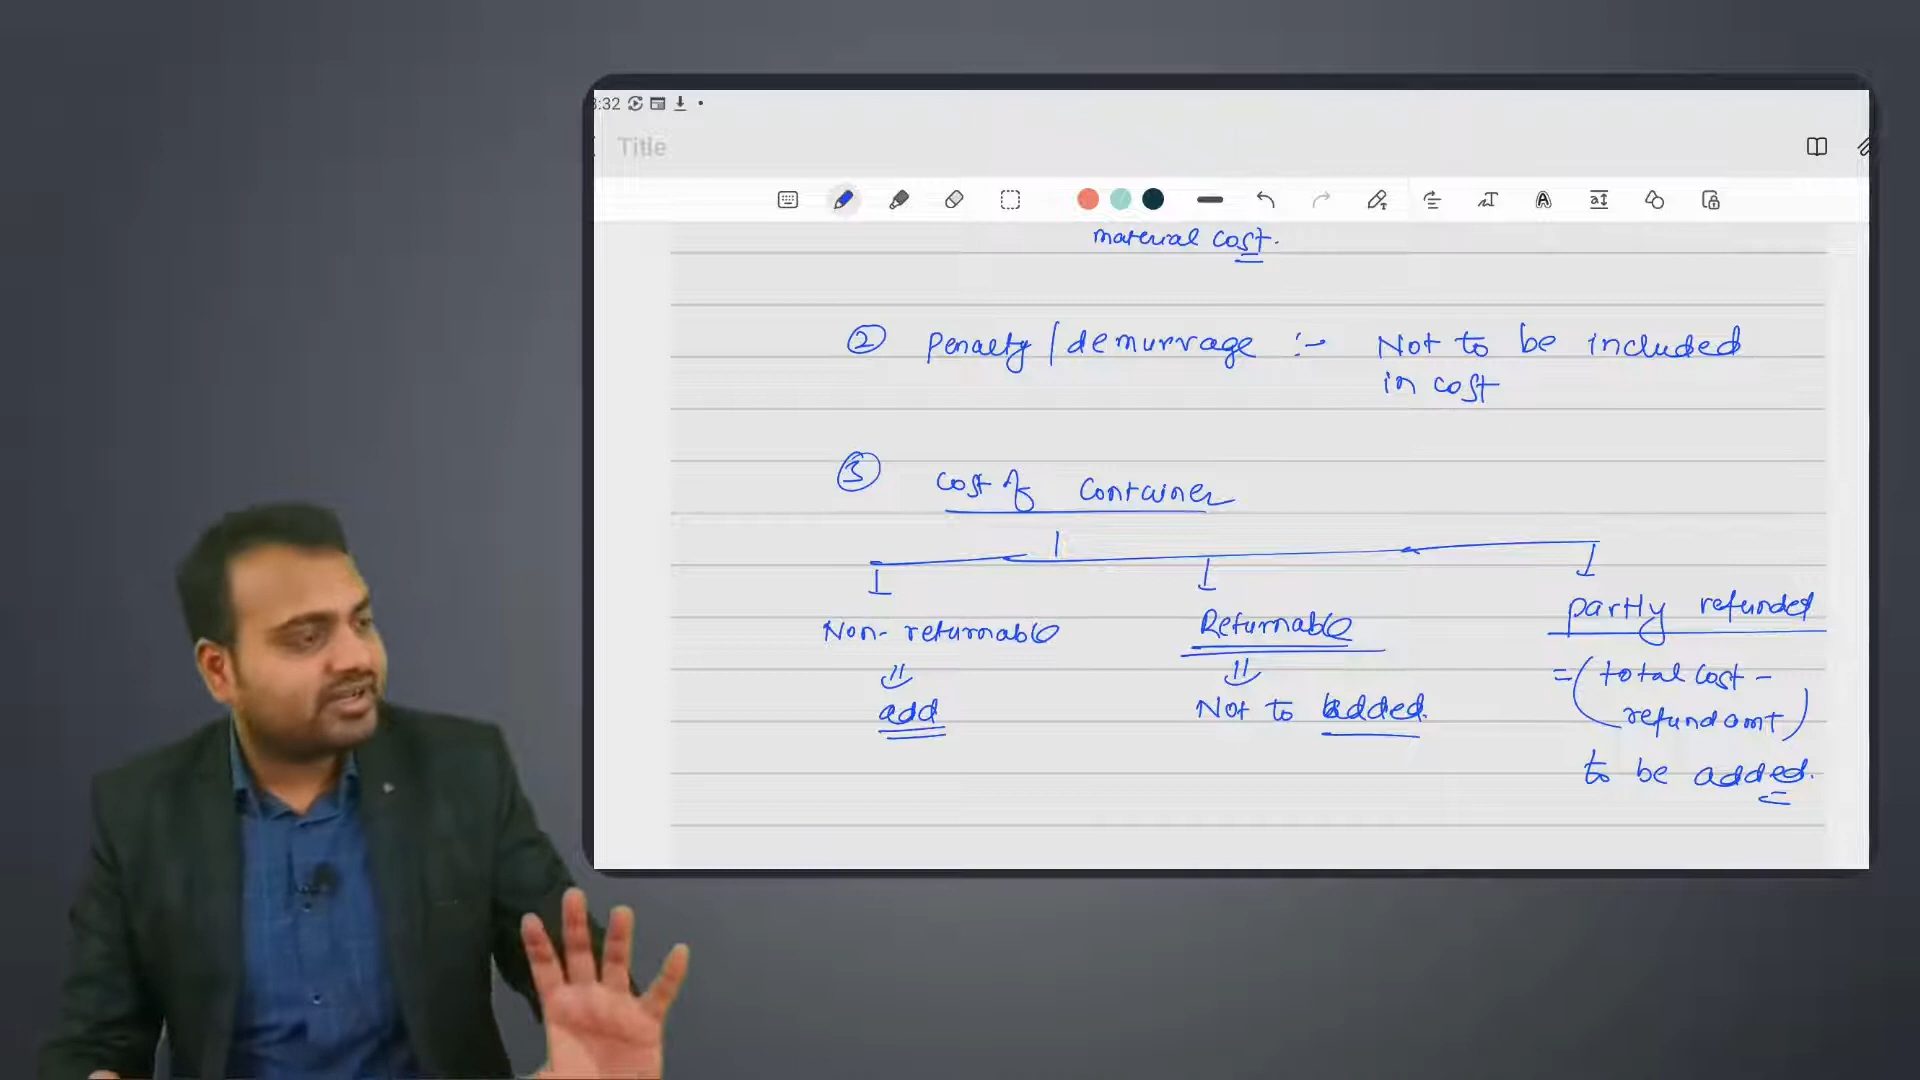 :32
Title
material cost.
② Penalty/demurrage :- Not to be included
in cost
③ Cost of Container
Non-returnable
Returnable
partly refunded
add
Not to added.
=(total cost -
refund amt)
to be added.